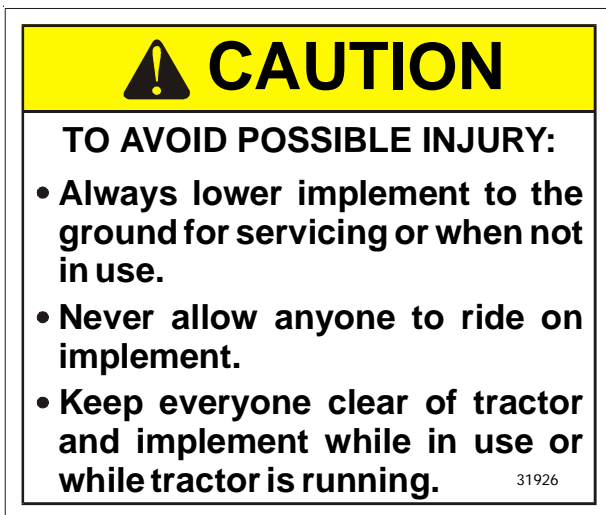 CAUTION
TO AVOID POSSIBLE INJURY:
• Always lower implement to the
ground for servicing or when not
in use.
• Never allow anyone to ride on
implement.
• Keep everyone clear of tractor
and implement while in use or
while tractor is running. 31926